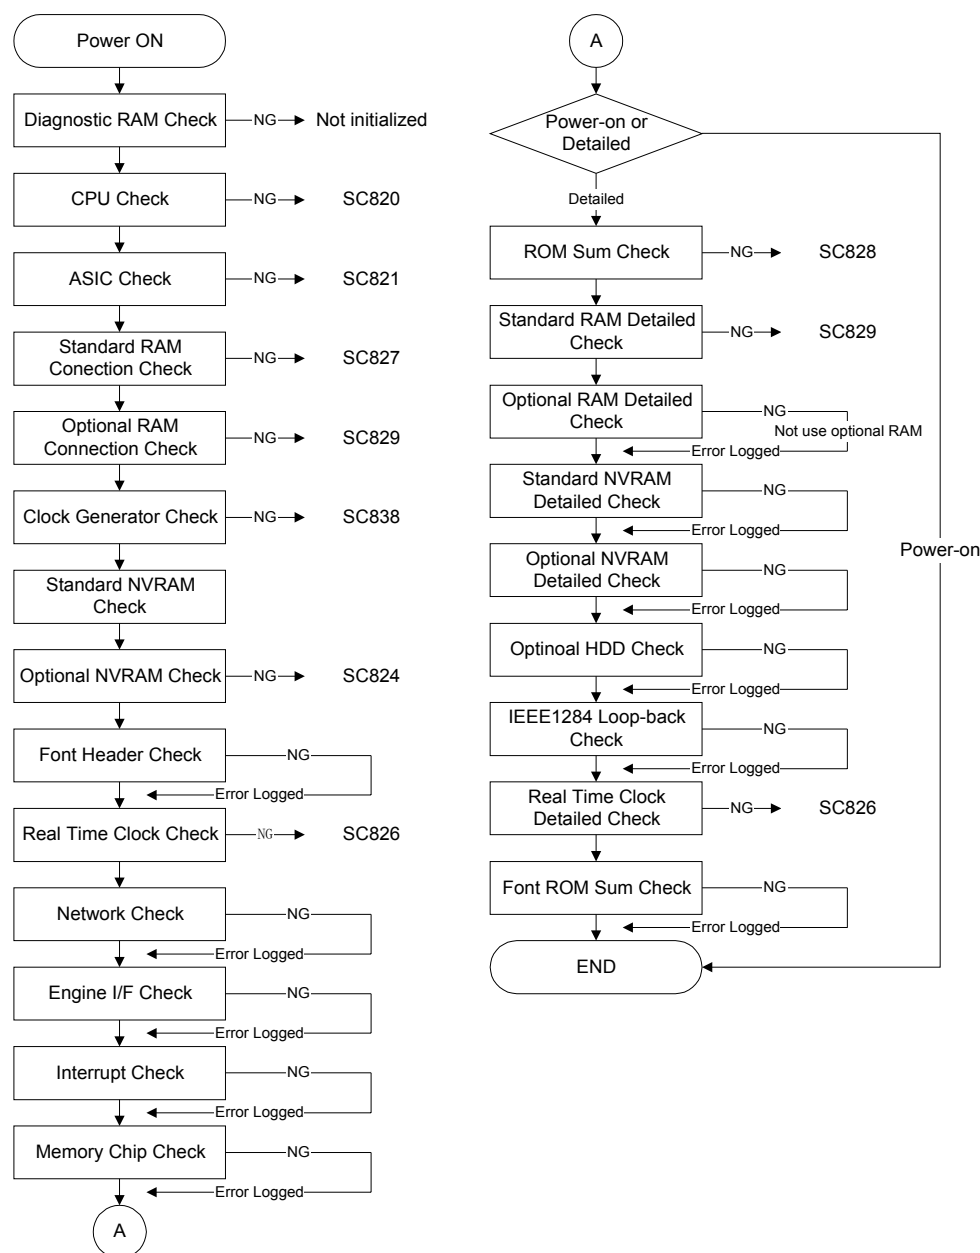 Power ON
Diagnostic RAM Check
NG
Not initialized
CPU Check
NG
SC820
ASIC Check
NG
SC821
Standard RAM
Conection Check
NG
SC827
Optional RAM
Connection Check
NG
SC829
Clock Generator Check
NG
SC838
Standard NVRAM
Check
Optional NVRAM Check
NG
SC824
Font Header Check
NG
Error Logged
Real Time Clock Check
NG
SC826
Network Check
NG
Error Logged
Engine I/F Check
NG
Error Logged
Interrupt Check
NG
Error Logged
Memory Chip Check
NG
Error Logged
A
A
Power-on or
Detailed
Detailed
ROM Sum Check
NG
SC828
Standard RAM Detailed
Check
NG
SC829
Optional RAM Detailed
Check
NG
Not use optional RAM
Error Logged
Standard NVRAM
Detailed Check
NG
Error Logged
Optional NVRAM
Detailed Check
NG
Error Logged
Optinoal HDD Check
NG
Error Logged
IEEE1284 Loop-back
Check
NG
Error Logged
Real Time Clock
Detailed Check
NG
SC826
Font ROM Sum Check
NG
Error Logged
END
Power-on